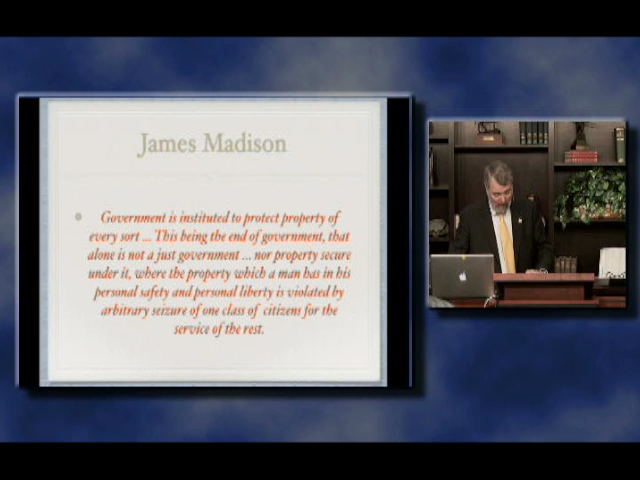 James Madison
Government is instituted to protect property of
every sort ... This being the end of government, that
alone is not a just government ... nor property secure
under it, where the property which a man has in his
personal safety and personal liberty is violated by
arbitrary seizure of one class of citizens for the
service of the rest.